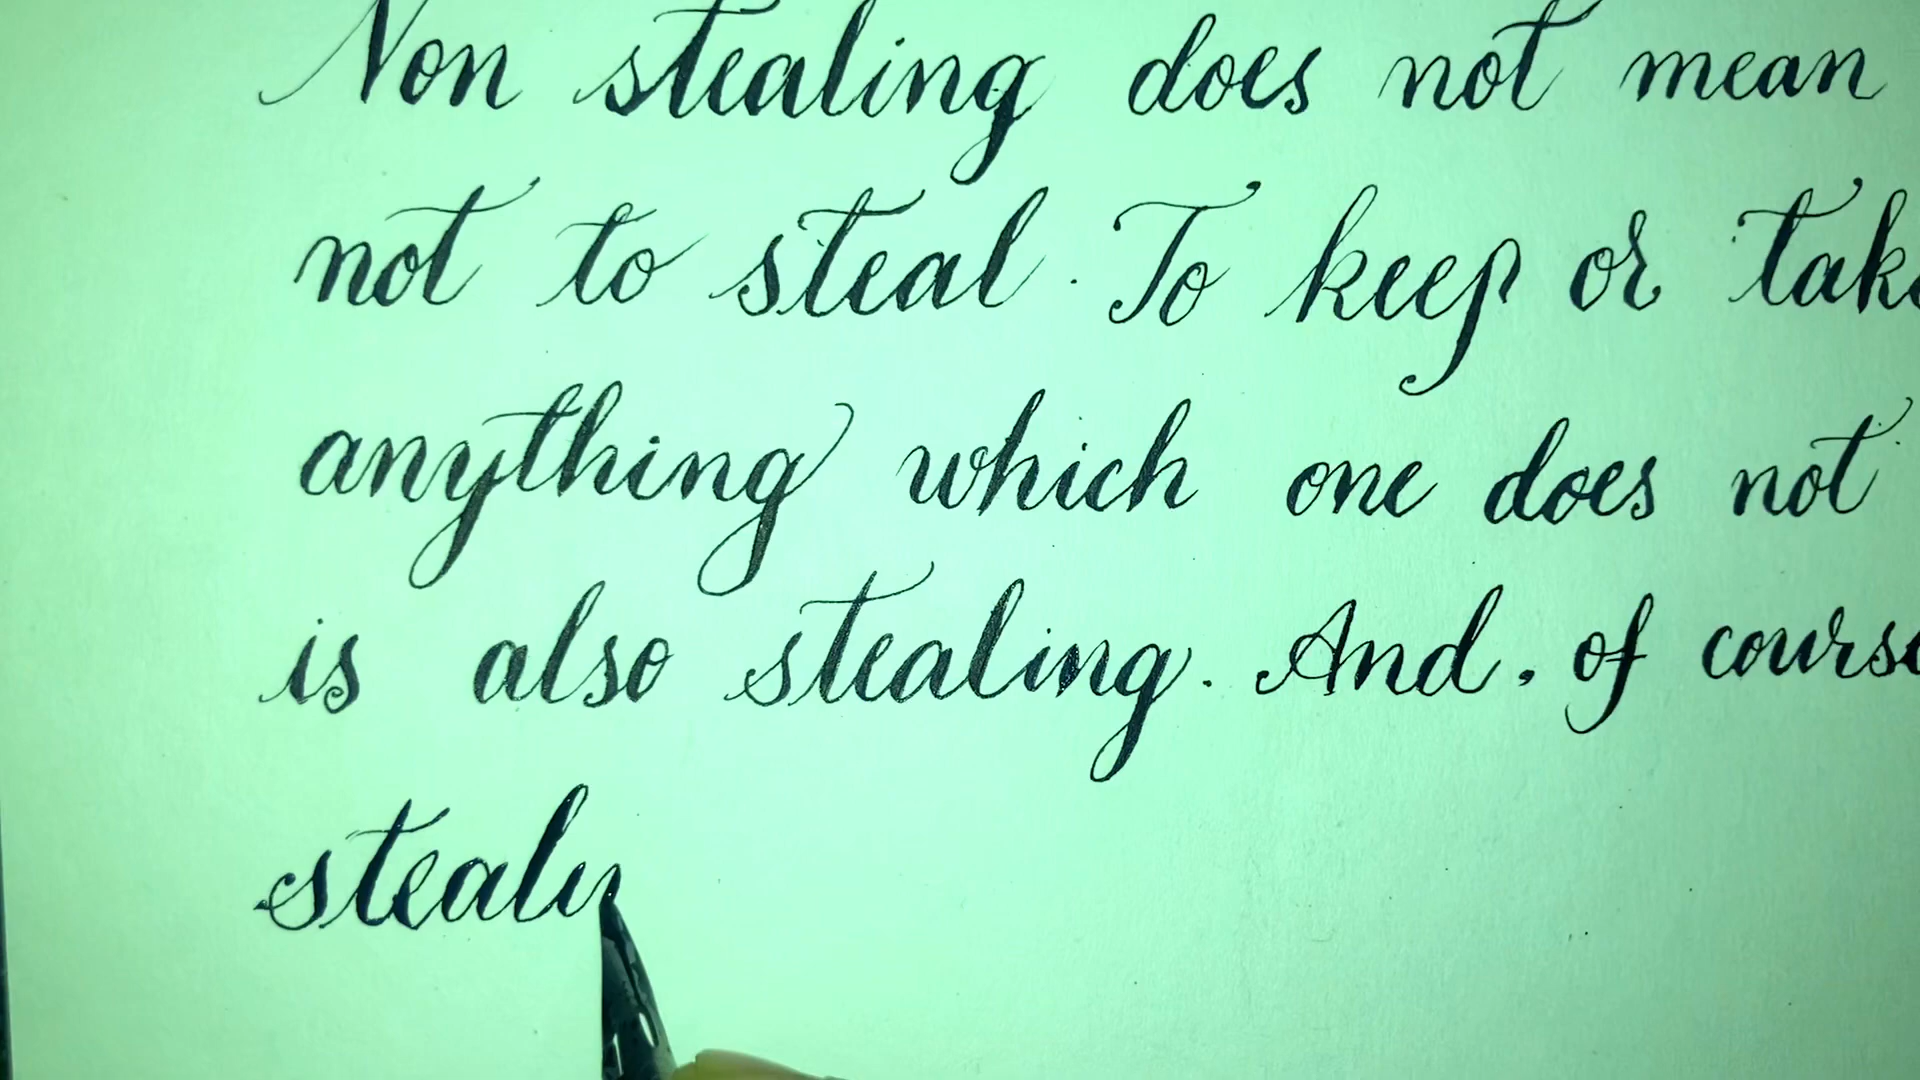 Non stealing does not mean
not to steal. To keep or take
anything which one does not
is also stealing. And, of course
steali